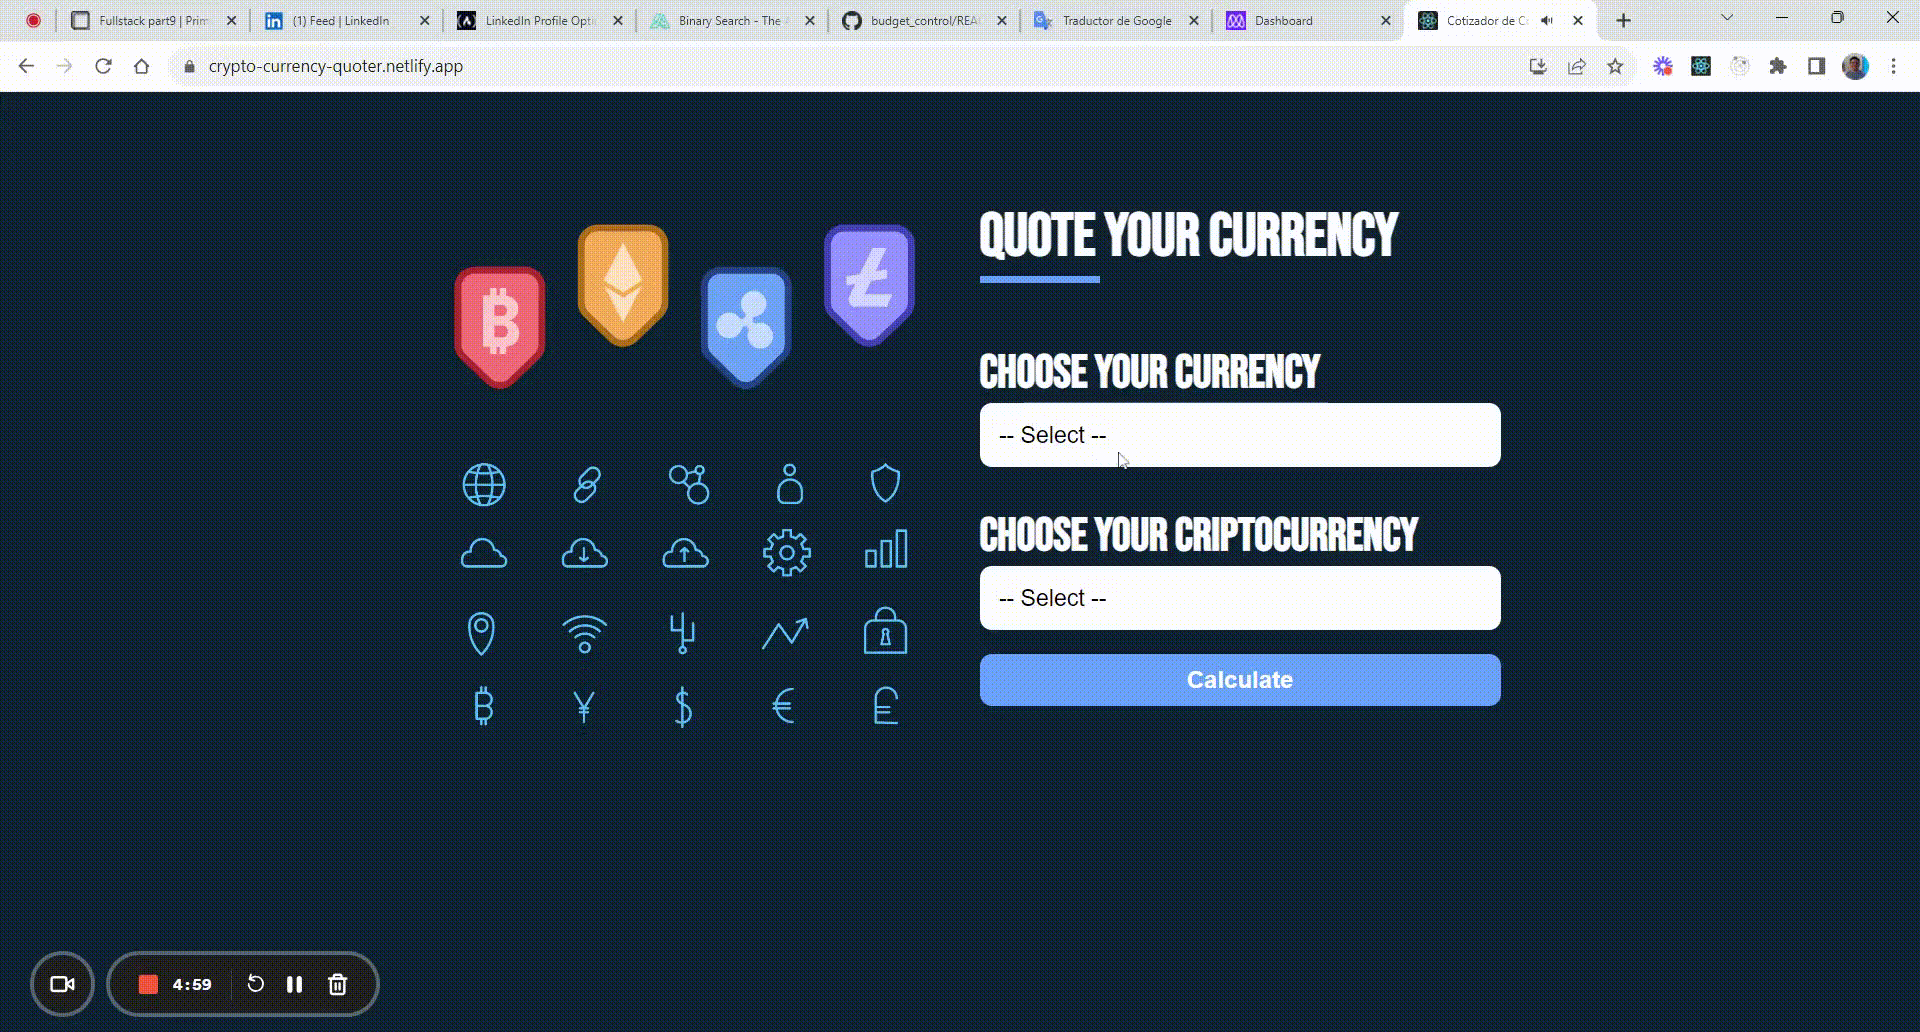 Fullstack part9 | Prim
(1) Feed | LinkedIn
LinkedIn Profile Opti
Binary Search - The A
budget_control/REA
Traductor de Google
Dashboard
Cotizador de C
crypto-currency-quoter.netlify.app
QUOTE YOUR CURRENCY
CHOOSE YOUR CURRENCY
-- Select --
CHOOSE YOUR CRIPTOCURRENCY
-- Select --
Calculate
4:59